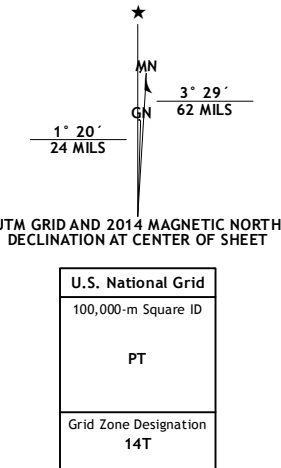 ★
MN
3° 29´
62 MILS
GN
1° 20´
24 MILS
UTM GRID AND 2014 MAGNETIC NORTH
DECLINATION AT CENTER OF SHEET
U.S. National Grid
100,000-m Square ID
PT
Grid Zone Designation
14T